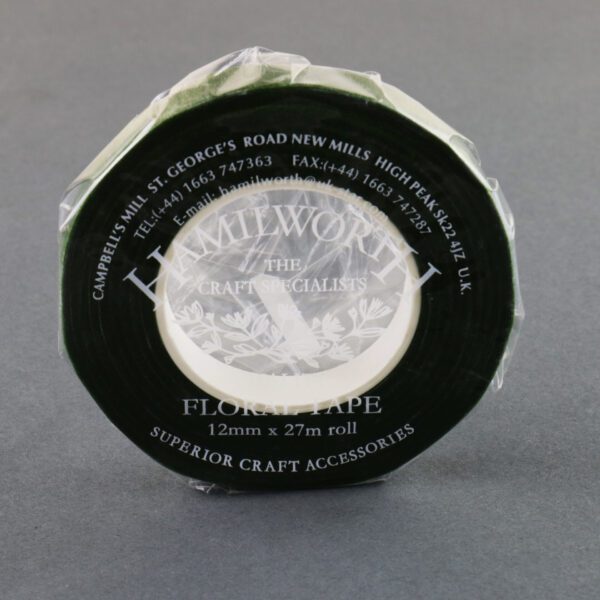 CAMPBELL'S MILL ST. GEORGE'S ROAD NEW MILLS HIGH PEAK SK22 4JZ U.K.
TEL:(+44) 1663 747363 FAX:(+44) 1663 747287
E-mail:
HAMILWORTH
THE
CRAFT SPECIALISTS
FLORAL TAPE
12mm x 27m roll
SUPERIOR CRAFT ACCESSORIES